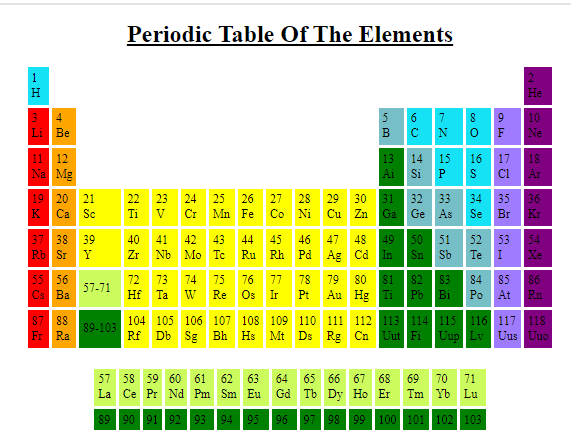 Periodic Table Of The Elements
1 2
H He
3 4 5 6 7 8 9 10
Li Be B C N O F Ne
11 12 13 14 15 16 17 18
Na Mg Ai Si P S Cl Ar
19 20 21 22 23 24 25 26 27 28 29 30 31 32 33 34 35 36
K Ca Sc Ti V Cr Mn Fe Co Ni Cu Zn Ga Ge As Se Br Kr
37 38 39 40 41 42 43 44 45 46 47 48 49 50 51 52 53 54
Rb Sr Y Zr Nb Mo Tc Ru Rh Pd Ag Cd In Sn Sb Te I Xe
55 56 57-71 72 73 74 75 76 77 78 79 80 81 82 83 84 85 86
Cs Ba Hf Ta W Re Os Ir Pt Au Hg Ti Pb Bi Po At Rn
87 88 89-103 104 105 106 107 108 109 110 111 112 113 114 115 116 117 118
Fr Ra Rf Db Sg Bh Hs Mt Ds Rg Cn Uut Fi Uup Lv Uus Uuo
57 58 59 60 61 62 63 64 65 66 67 68 69 70 71
La Ce Pr Nd Pm Sm Eu Gd Tb Dy Ho Er Tm Yb Lu
89 90 91 92 93 94 95 96 97 98 99 100 101 102 103